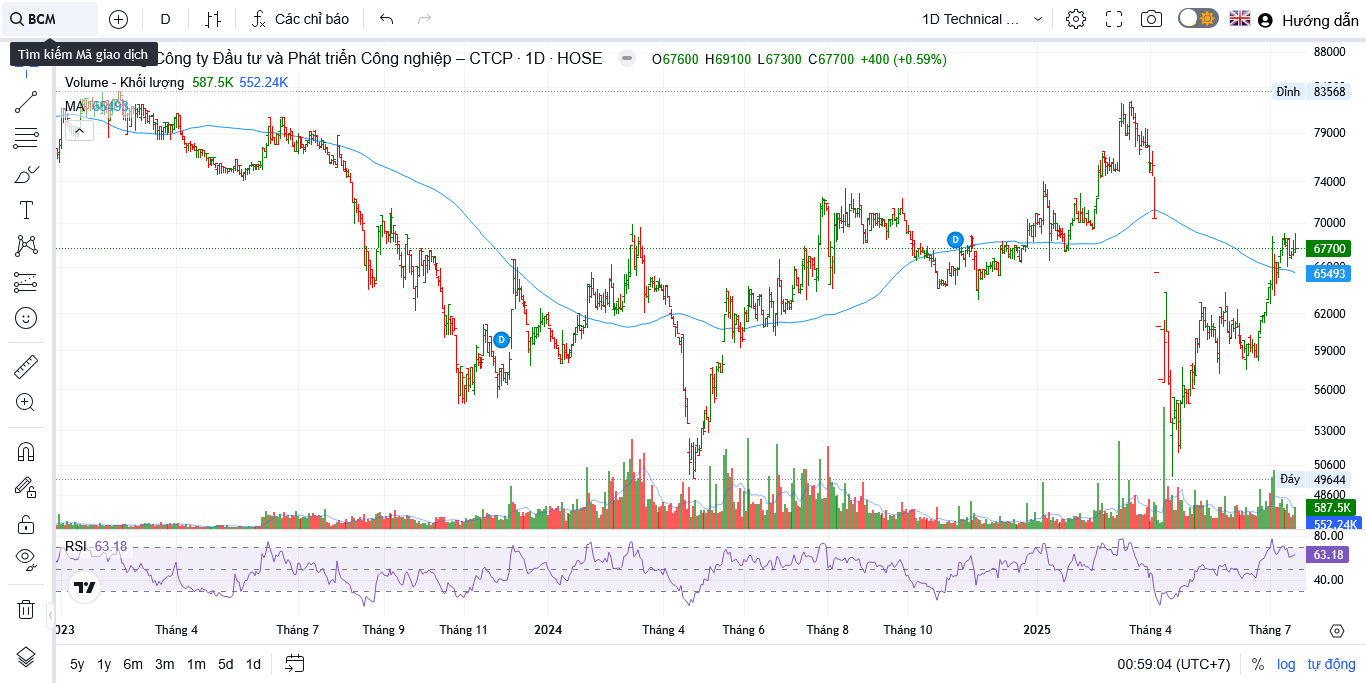 BCM
D
Các chỉ báo
1D Technical ...
Hướng dẫn
Tìm kiếm Mã giao dịch
Công ty Đầu tư và Phát triển Công nghiệp – CTCP · 1D · HOSE
O67600 H69100 L67300 C67700 +400 (+0.59%)
Volume - Khối lượng 587.5K 552.24K
MA 65493
88000
Đỉnh 83568
79000
74000
70000
67700
65493
62000
59000
56000
53000
50600
Đáy 49644
48600
587.5K
552.24K
D
D
RSI 63.18
80.00
63.18
40.00
2023
Tháng 4
Tháng 7
Tháng 9
Tháng 11
2024
Tháng 4
Tháng 6
Tháng 8
Tháng 10
2025
Tháng 4
Tháng 7
5y 1y 6m 3m 1m 5d 1d
00:59:04 (UTC+7)
% log tự động